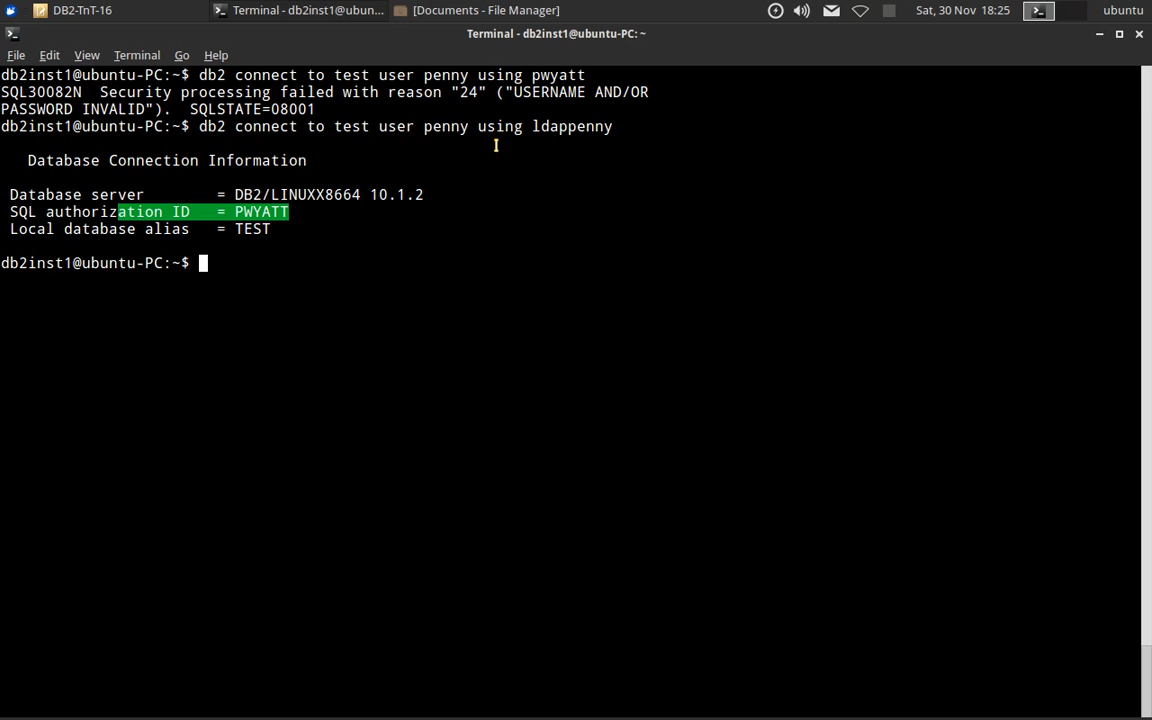 DB2-TnT-16 Terminal - db2inst1@ubun... [Documents - File Manager] Sat, 30 Nov 18:25 ubuntu
Terminal - db2inst1@ubuntu-PC: ~
File Edit View Terminal Go Help
db2inst1@ubuntu-PC:~$ db2 connect to test user penny using pwyatt
SQL30082N  Security processing failed with reason "24" ("USERNAME AND/OR
PASSWORD INVALID").  SQLSTATE=08001
db2inst1@ubuntu-PC:~$ db2 connect to test user penny using ldappenny
Database Connection Information
Database server        = DB2/LINUXX8664 10.1.2
SQL authorization ID   = PWYATT
Local database alias   = TEST
db2inst1@ubuntu-PC:~$